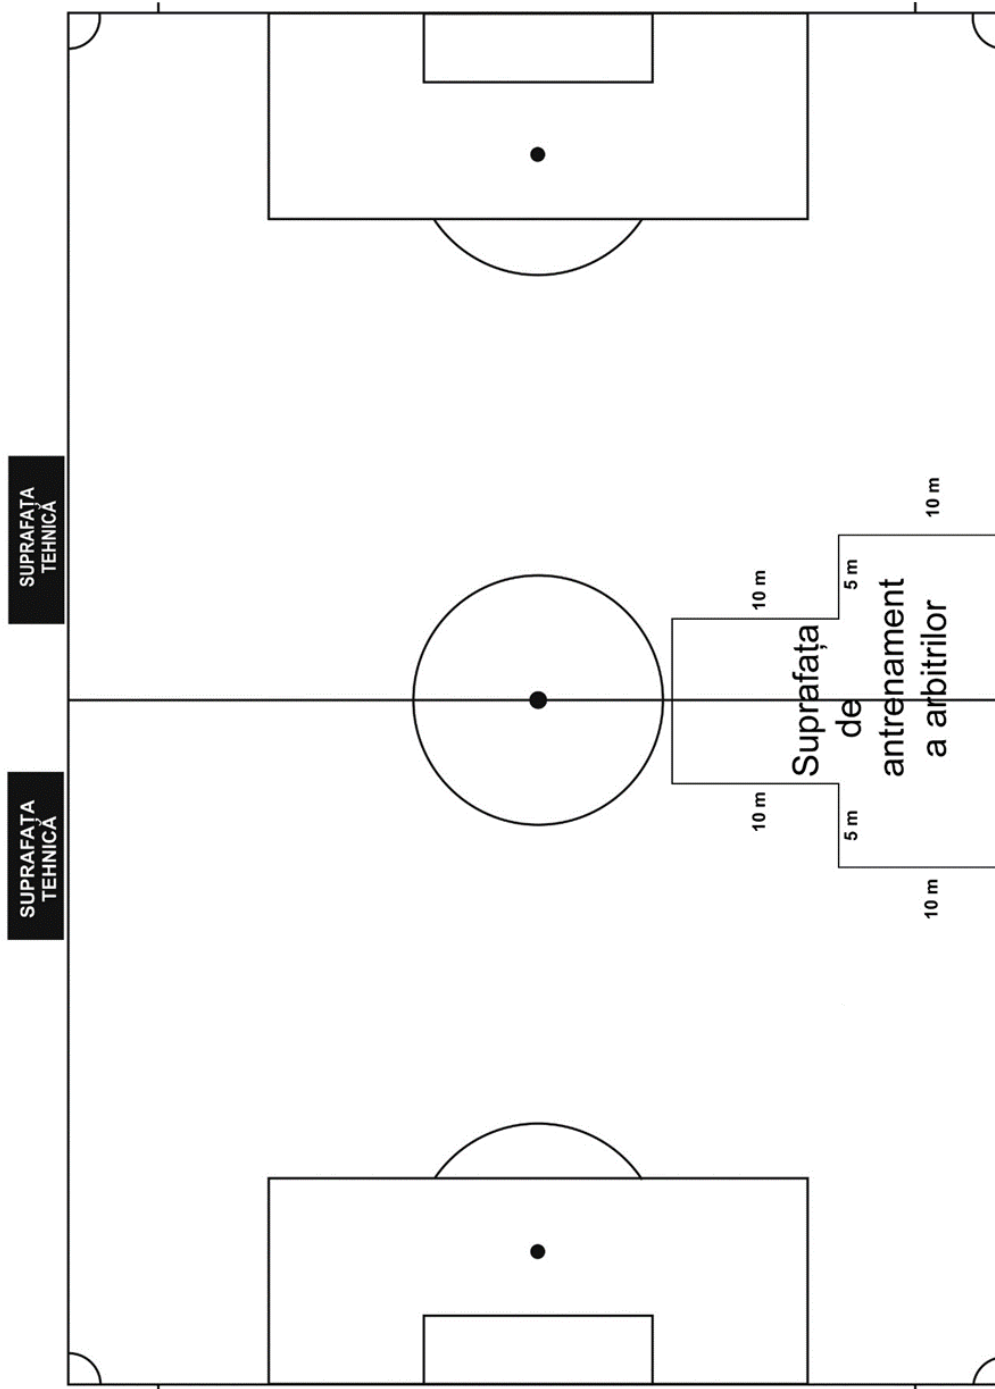 SUPRAFAȚA
TEHNICĂ
SUPRAFAȚA
TEHNICĂ
10 m
10 m
5 m
Suprafața
de
antrenament
a arbitrilor
10 m
5 m
10 m